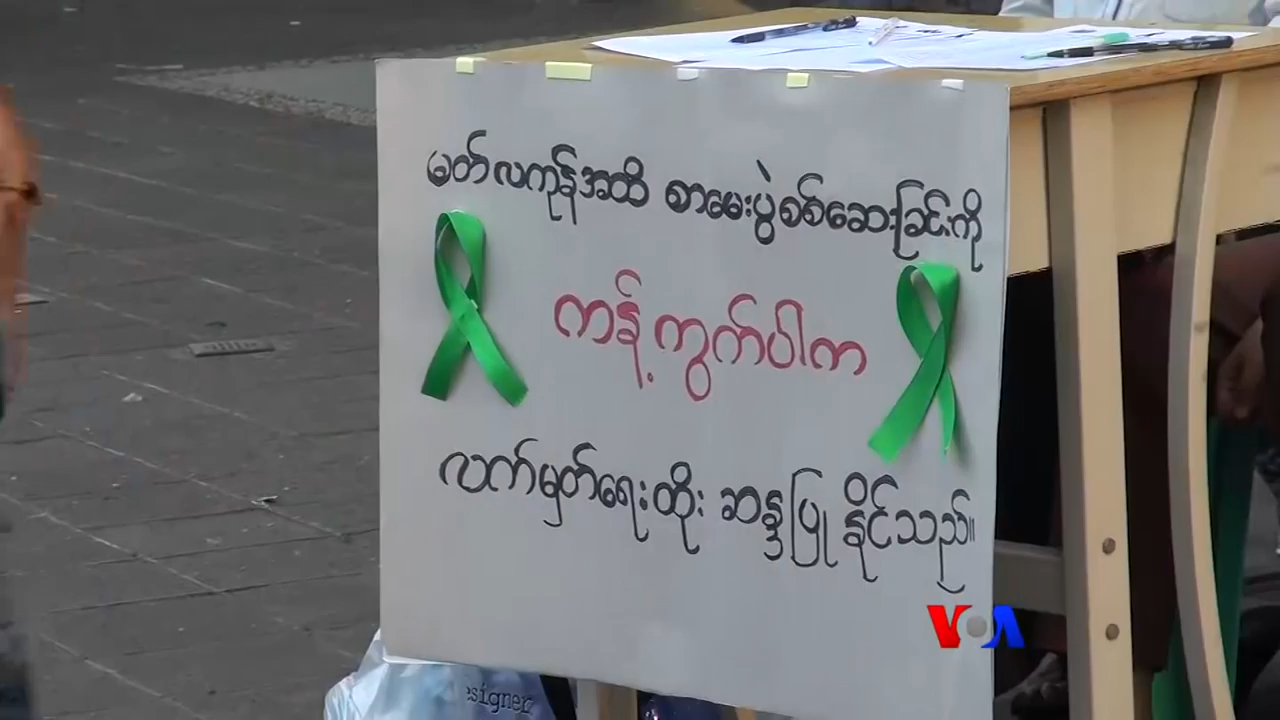 မတ်လကုန်အထိ စာမေးပွဲစစ်ဆေးခြင်းကို
ကန့်ကွက်ပါက
လက်မှတ်ရေးထိုး ဆန္ဒပြု နိုင်သည်။
VOA
esigner